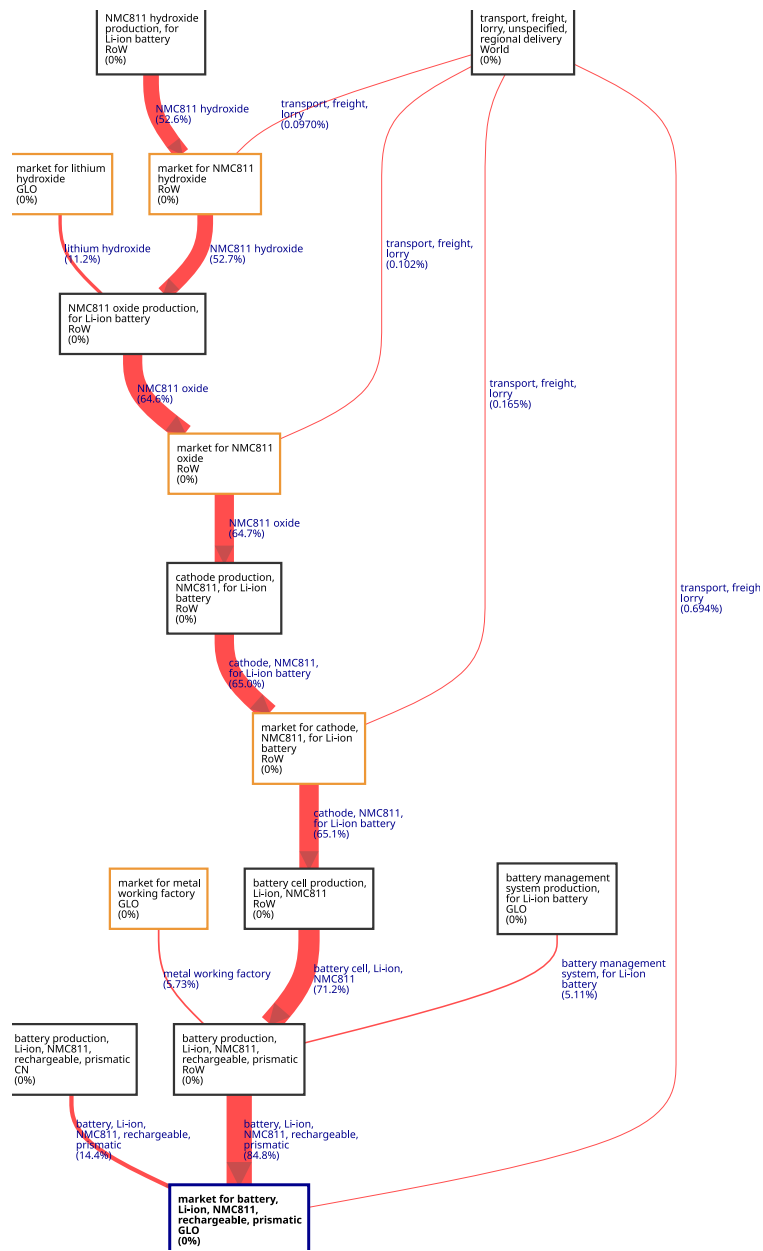 NMC811 hydroxide
production, for
Li-ion battery
RoW
(0%)
transport, freight,
lorry, unspecified,
regional delivery
World
(0%)
NMC811 hydroxide
(52.6%)
transport, freight,
lorry
(0.0970%)
market for lithium
hydroxide
GLO
(0%)
market for NMC811
hydroxide
RoW
(0%)
lithium hydroxide
(11.2%)
NMC811 hydroxide
(52.7%)
transport, freight,
lorry
(0.102%)
NMC811 oxide production,
for Li-ion battery
RoW
(0%)
NMC811 oxide
(64.6%)
transport, freight,
lorry
(0.165%)
market for NMC811
oxide
RoW
(0%)
NMC811 oxide
(64.7%)
cathode production,
NMC811, for Li-ion
battery
RoW
(0%)
transport, freigh
lorry
(0.694%)
cathode, NMC811,
for Li-ion battery
(65.0%)
market for cathode,
NMC811, for Li-ion
battery
RoW
(0%)
cathode, NMC811,
for Li-ion battery
(65.1%)
market for metal
working factory
GLO
(0%)
battery cell production,
Li-ion, NMC811
RoW
(0%)
battery management
system production,
for Li-ion battery
GLO
(0%)
metal working factory
(5.73%)
battery cell, Li-ion,
NMC811
(71.2%)
battery management
system, for Li-ion
battery
(5.11%)
battery production,
Li-ion, NMC811,
rechargeable, prismatic
CN
(0%)
battery production,
Li-ion, NMC811,
rechargeable, prismatic
RoW
(0%)
battery, Li-ion,
NMC811, rechargeable,
prismatic
(14.4%)
battery, Li-ion,
NMC811, rechargeable,
prismatic
(84.8%)
market for battery,
Li-ion, NMC811,
rechargeable, prismatic
GLO
(0%)